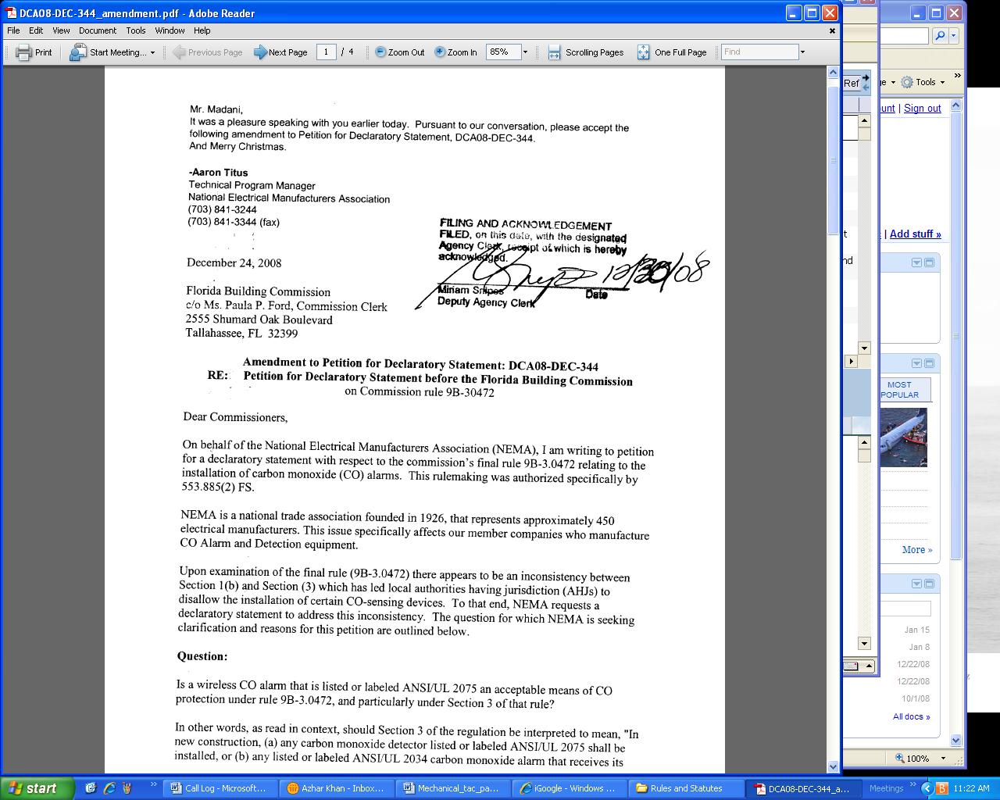 DCA08-DEC-344_amendment.pdf - Adobe Reader
File Edit View Document Tools Window Help
Print Start Meeting... Previous Page Next Page 1 / 4 Zoom Out Zoom In 85% Scrolling Pages One Full Page Find
Mr. Madani,
It was a pleasure speaking with you earlier today. Pursuant to our conversation, please accept the
following amendment to Petition for Declaratory Statement, DCA08-DEC-344.
And Merry Christmas.
-Aaron Titus
Technical Program Manager
National Electrical Manufacturers Association
(703) 841-3244
(703) 841-3344 (fax)
FILING AND ACKNOWLEDGEMENT
FILED, on this date, with the designated
Agency Clerk, receipt of which is hereby
acknowledged.
12/30/08
Miriam Snipes Date
Deputy Agency Clerk
December 24, 2008
Florida Building Commission
c/o Ms. Paula P. Ford, Commission Clerk
2555 Shumard Oak Boulevard
Tallahassee, FL 32399
Amendment to Petition for Declaratory Statement: DCA08-DEC-344
RE: Petition for Declaratory Statement before the Florida Building Commission
on Commission rule 9B-30472
Dear Commissioners,
On behalf of the National Electrical Manufacturers Association (NEMA), I am writing to petition
for a declaratory statement with respect to the commission's final rule 9B-3.0472 relating to the
installation of carbon monoxide (CO) alarms. This rulemaking was authorized specifically by
553.885(2) FS.
NEMA is a national trade association founded in 1926, that represents approximately 450
electrical manufacturers. This issue specifically affects our member companies who manufacture
CO Alarm and Detection equipment.
Upon examination of the final rule (9B-3.0472) there appears to be an inconsistency between
Section 1(b) and Section (3) which has led local authorities having jurisdiction (AHJs) to
disallow the installation of certain CO-sensing devices. To that end, NEMA requests a
declaratory statement to address this inconsistency. The question for which NEMA is seeking
clarification and reasons for this petition are outlined below.
Question:
Is a wireless CO alarm that is listed or labeled ANSI/UL 2075 an acceptable means of CO
protection under rule 9B-3.0472, and particularly under Section 3 of that rule?
In other words, as read in context, should Section 3 of the regulation be interpreted to mean, "In
new construction, (a) any carbon monoxide detector listed or labeled ANSI/UL 2075 shall be
installed, or (b) any listed or labeled ANSI/UL 2034 carbon monoxide alarm that receives its
Ref
ge Tools
unt | Sign out
t | Add stuff »
nd
MOST
POPULAR
More »
Jan 15
Jan 8
12/22/08
12/22/08
10/1/08
All docs »
100%
start Call Log - Microsoft... Azhar Khan - Inbox... Mechanical_tac_pa... iGoogle - Windows ... Rules and Statutes DCA08-DEC-344_a... Meetings 11:22 AM